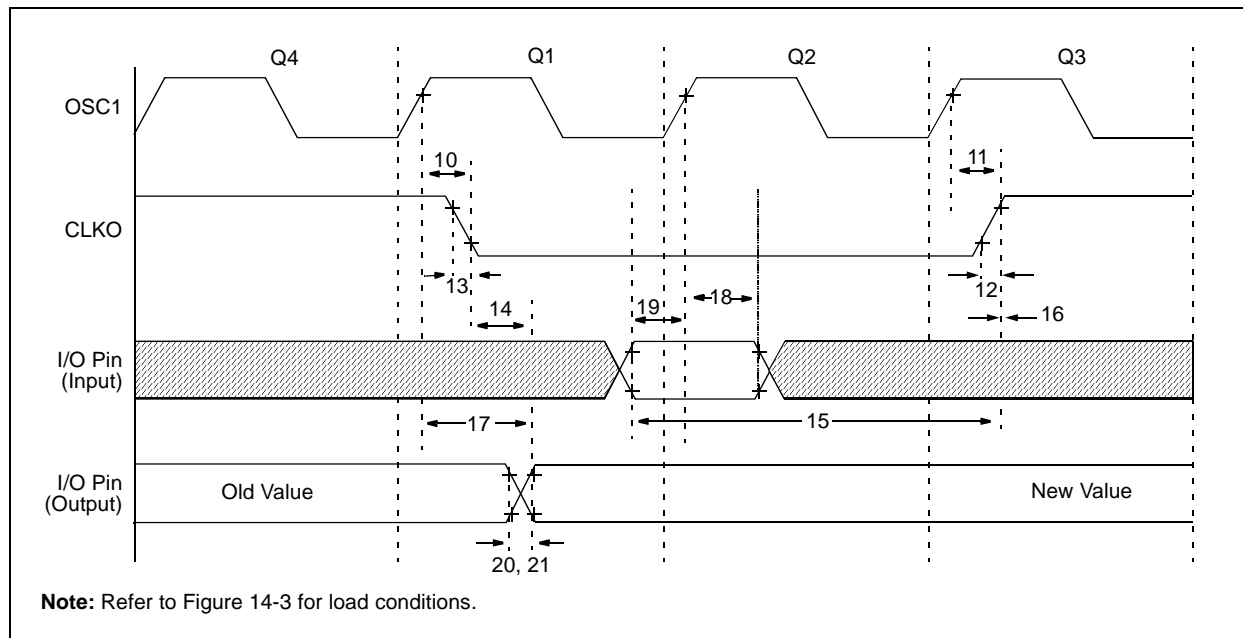 Q4 Q1 Q2 Q3
OSC1
10 11
CLKO
13 12
14 19 18 16
I/O Pin
(Input)
17 15
I/O Pin
(Output)
Old Value New Value
20, 21
Note: Refer to Figure 14-3 for load conditions.